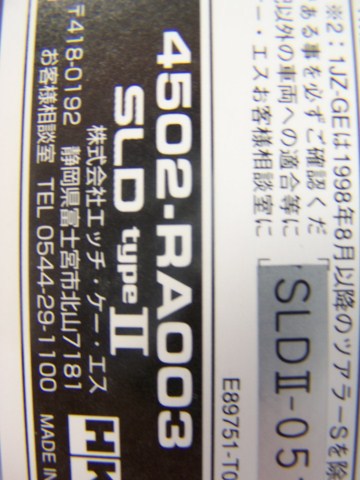 ※2：1JZ-GEは1998年8月以降のツアラーSを除
ある事を必ずご確認くだ
記以外の車両への適合等に
ー・エスお客様相談室に
SLDⅡ-05
E89751-T0
4502-RA003
SLD type II
株式会社エッチ・ケー・エス
〒418-0192 静岡県富士宮市北山7181
お客様相談室 TEL 0544-29-1100
MADE IN
HK